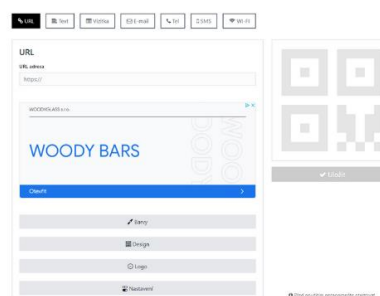 URL
Text
Vizitka
E-mail
Tel
SMS
Wi-Fi
URL
URL adresa
https://
WOODY BARS
Otevřít
Barvy
Design
Logo
Nastavení